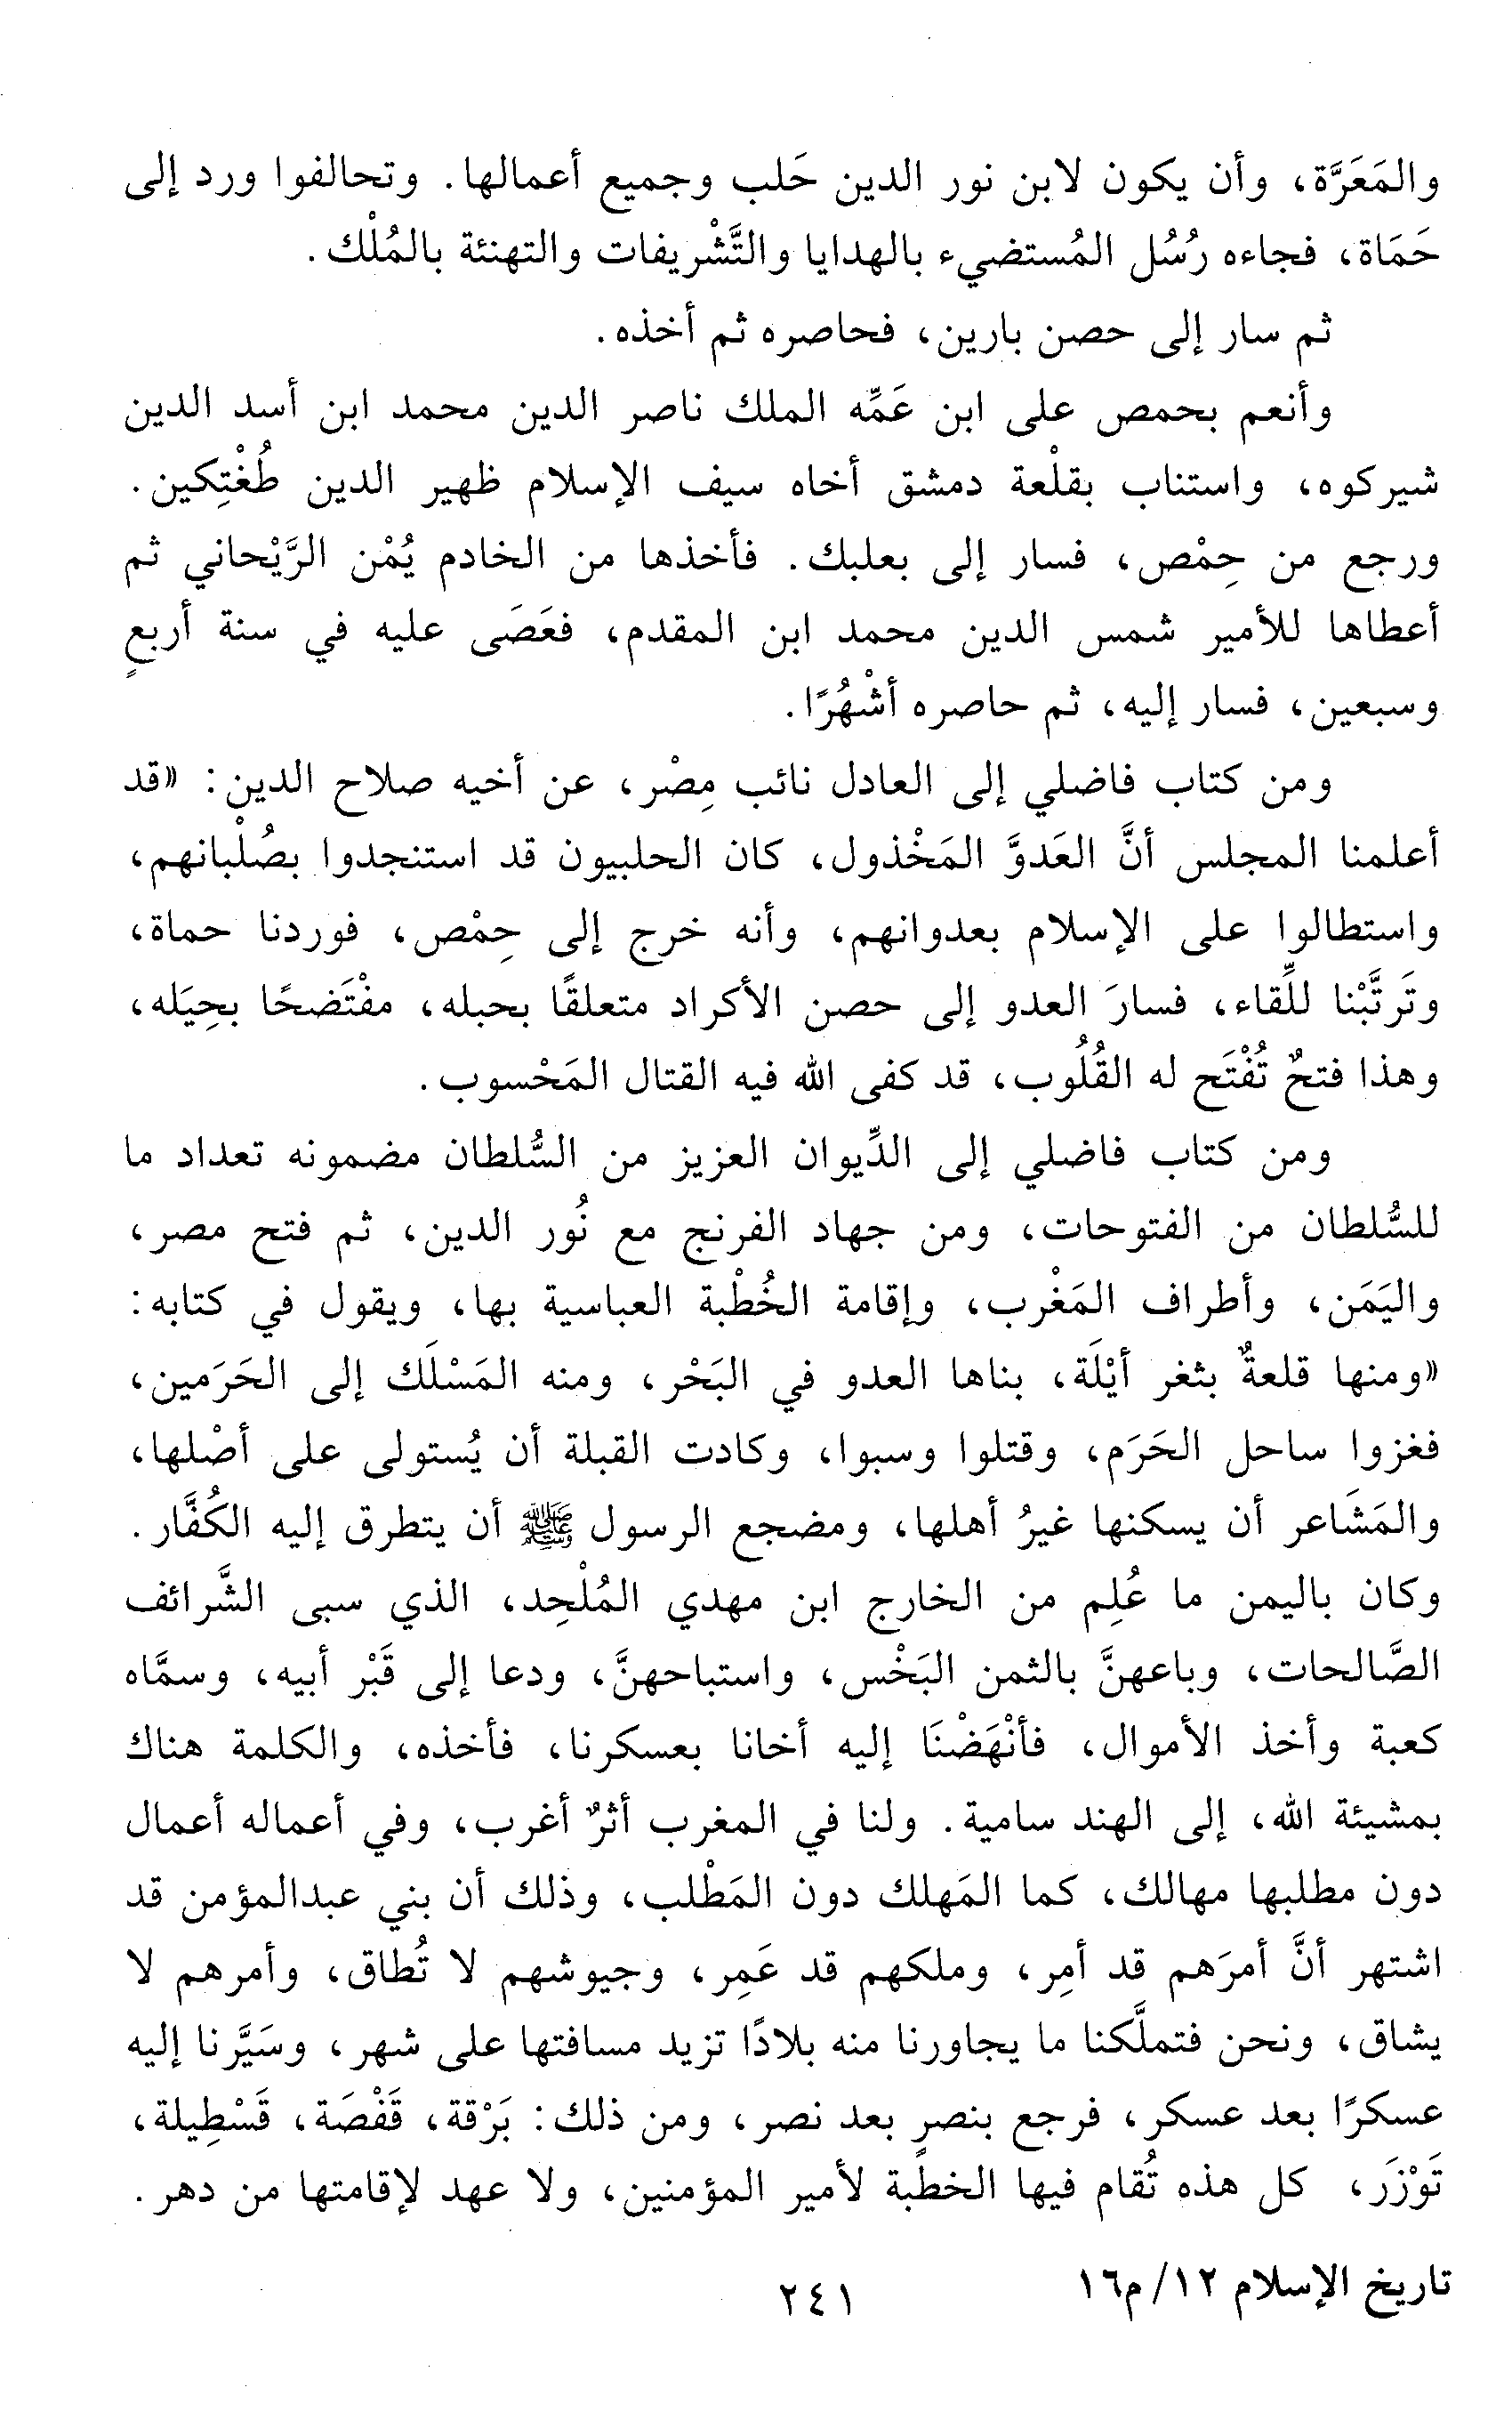 والمَعَرَّة، وأن يكون لابن نور الدين حَلب وجميع أعمالها. وتحالفوا ورد إلى
حَمَاة، فجاءه رُسُل المُستضيء بالهدايا والتَّشْريفات والتهنئة بالمُلْك.
ثم سار إلى حصن بارين، فحاصره ثم أخذه.
وأنعم بحمص على ابن عَمِّه الملك ناصر الدين محمد ابن أسد الدين
شيركوه، واستناب بقلْعة دمشق أخاه سيف الإسلام ظهير الدين طُغْتِكين.
ورجع من حِمْص، فسار إلى بعلبك. فأخذها من الخادم يُمْن الرَّيْحاني ثم
أعطاها للأمير شمس الدين محمد ابن المقدم، فعَصَى عليه في سنة أربعٍ
وسبعين، فسار إليه، ثم حاصره أشْهُرًا.
ومن كتاب فاضلي إلى العادل نائب مِصْر، عن أخيه صلاح الدين: «قد
أعلمنا المجلس أنَّ العَدوَّ المَخْذول، كان الحلبيون قد استنجدوا بصُلْبانهم،
واستطالوا على الإسلام بعدوانهم، وأنه خرج إلى حِمْص، فوردنا حماة،
وتَرتَّبْنا للِّقاء، فسارَ العدو إلى حصن الأكراد متعلقًا بحبله، مفْتَضحًا بحِيَله،
وهذا فتحٌ تُفْتَح له القُلُوب، قد كفى الله فيه القتال المَحْسوب.
ومن كتاب فاضلي إلى الدِّيوان العزيز من السُّلطان مضمونه تعداد ما
للسُّلطان من الفتوحات، ومن جهاد الفرنج مع نُور الدين، ثم فتح مصر،
واليَمَن، وأطراف المَغْرب، وإقامة الخُطْبة العباسية بها، ويقول في كتابه:
«ومنها قلعةٌ بثغر أيْلَة، بناها العدو في البَحْر، ومنه المَسْلَك إلى الحَرَمين،
فغزوا ساحل الحَرَم، وقتلوا وسبوا، وكادت القبلة أن يُستولى على أصْلها،
والمَشَاعر أن يسكنها غيرُ أهلها، ومضجع الرسول ﷺ أن يتطرق إليه الكُفَّار.
وكان باليمن ما عُلِم من الخارج ابن مهدي المُلْحِد، الذي سبى الشَّرائف
الصَّالحات، وباعهنَّ بالثمن البَخْس، واستباحهنَّ، ودعا إلى قَبْر أبيه، وسمَّاه
كعبة وأخذ الأموال، فأنْهَضْنَا إليه أخانا بعسكرنا، فأخذه، والكلمة هناك
بمشيئة الله، إلى الهند سامية. ولنا في المغرب أثرٌ أغرب، وفي أعماله أعمال
دون مطلبها مهالك، كما المَهلك دون المَطْلب، وذلك أن بني عبدالمؤمن قد
اشتهر أنَّ أمرَهم قد أمِر، وملكهم قد عَمِر، وجيوشهم لا تُطاق، وأمرهم لا
يشاق، ونحن فتملَّكنا ما يجاورنا منه بلادًا تزيد مسافتها على شهر، وسَيَّرنا إليه
عسكرًا بعد عسكر، فرجع بنصرٍ بعد نصر، ومن ذلك: بَرْقة، قَفْصَة، قَسْطِيلة،
تَوْزَر، كل هذه تُقام فيها الخطبة لأمير المؤمنين، ولا عهد لإقامتها من دهر.
تاريخ الإسلام ١٢/ م١٦
٢٤١